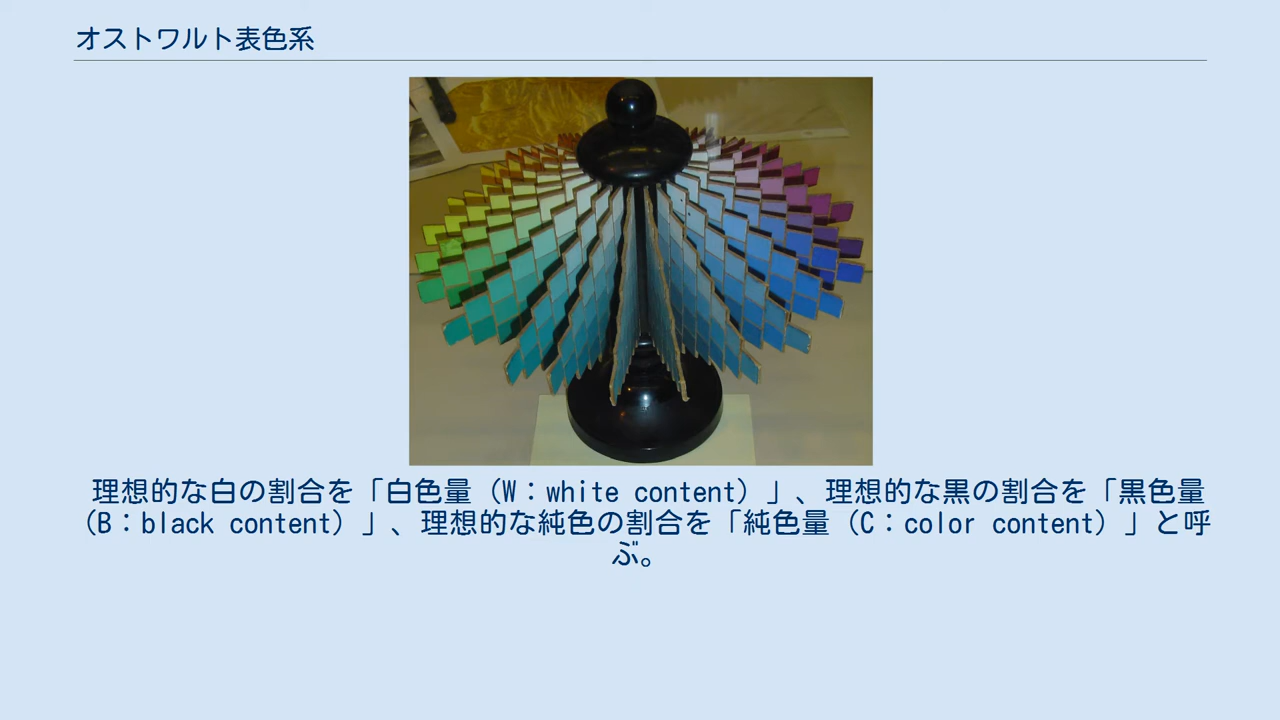 オストワルト表色系
理想的な白の割合を「白色量（W：white content）」、理想的な黒の割合を「黒色量
（B：black content）」、理想的な純色の割合を「純色量（C：color content）」と呼
ぶ。